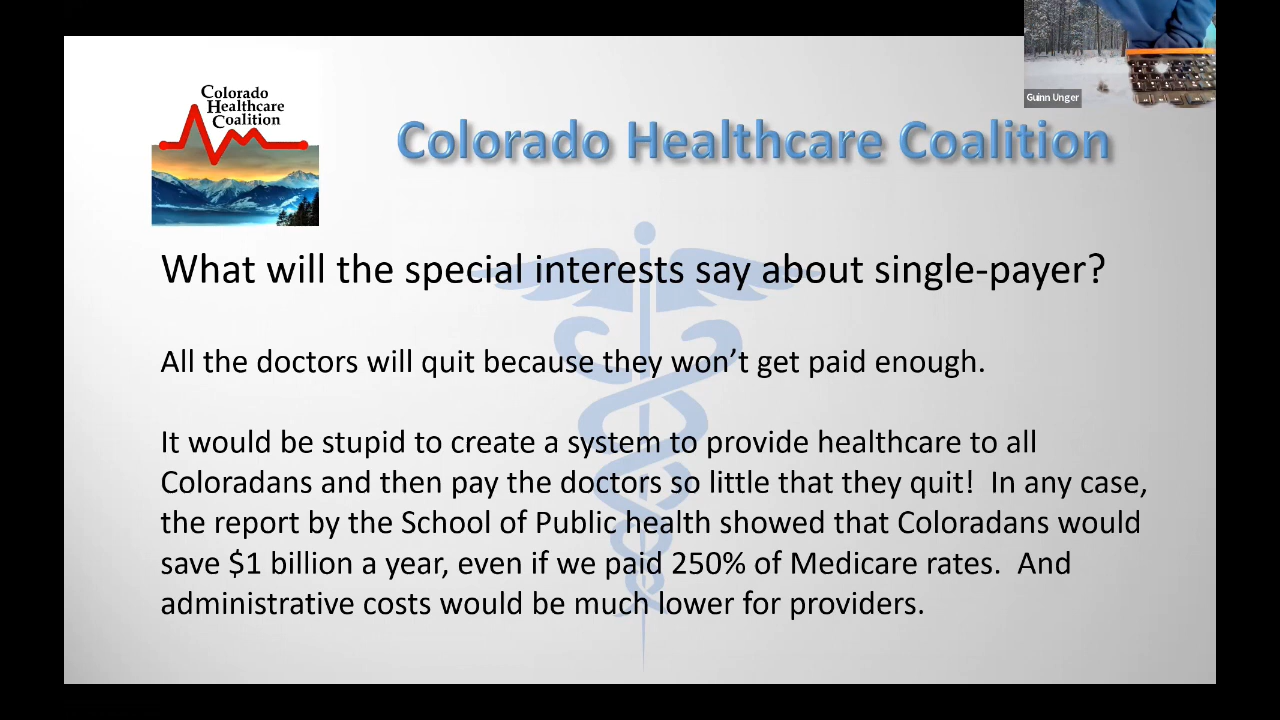 Guinn Unger
Colorado
Healthcare
Coalition
Colorado Healthcare Coalition
What will the special interests say about single-payer?
All the doctors will quit because they won’t get paid enough.
It would be stupid to create a system to provide healthcare to all
Coloradans and then pay the doctors so little that they quit!  In any case,
the report by the School of Public health showed that Coloradans would
save $1 billion a year, even if we paid 250% of Medicare rates.  And
administrative costs would be much lower for providers.